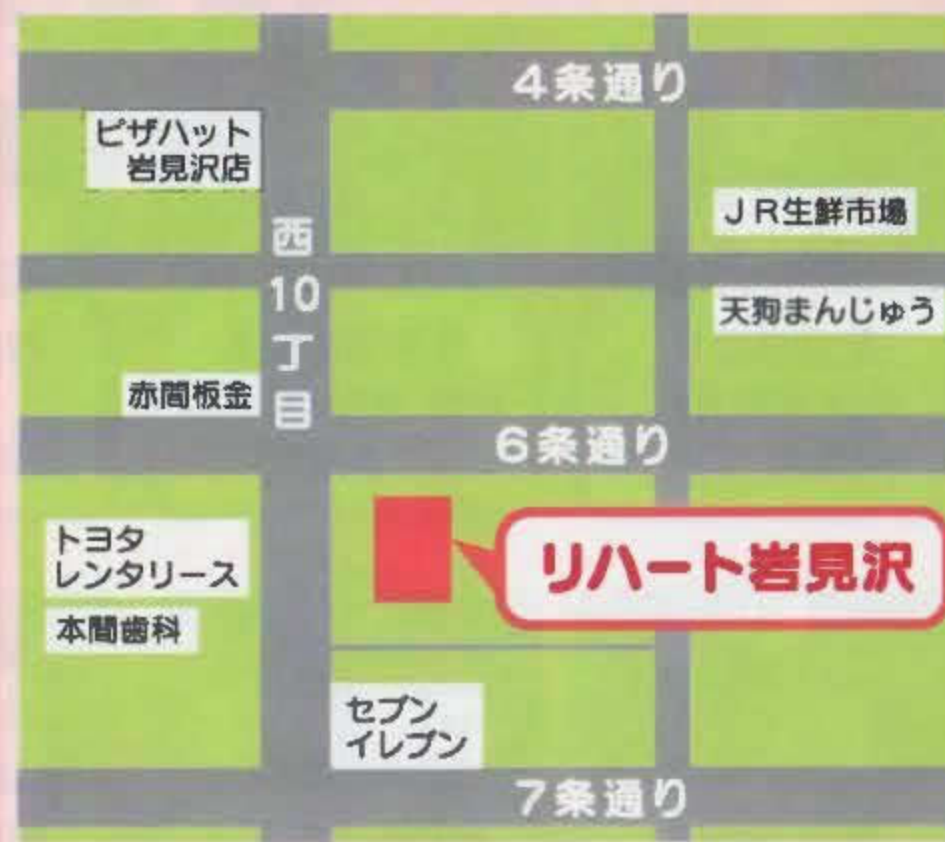 4条通り
ピザハット
岩見沢店
JR生鮮市場
西10丁目
天狗まんじゅう
赤間板金
6条通り
トヨタ
レンタリース
リハート岩見沢
本間歯科
セブン
イレブン
7条通り